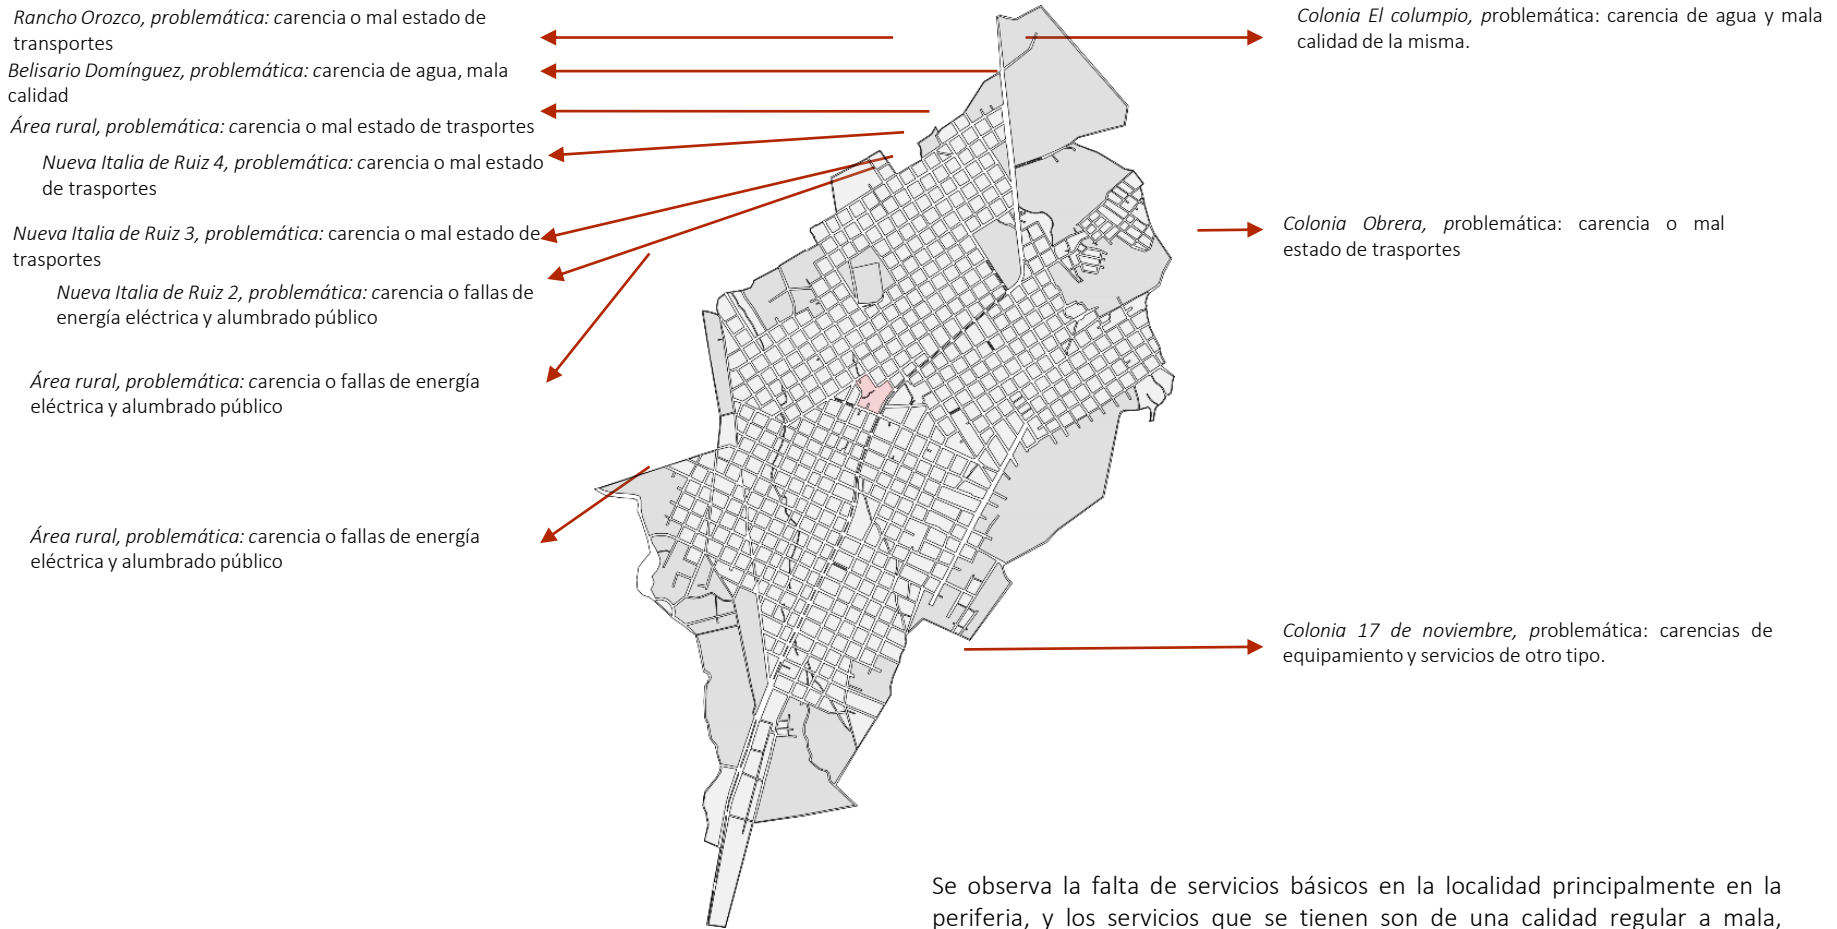 Rancho Orozco, problemática: carencia o mal estado de
transportes
Belisario Domínguez, problemática: carencia de agua, mala
calidad
Área rural, problemática: carencia o mal estado de trasportes
Nueva Italia de Ruiz 4, problemática: carencia o mal estado
de trasportes
Nueva Italia de Ruiz 3, problemática: carencia o mal estado de
trasportes
Nueva Italia de Ruiz 2, problemática: carencia o fallas de
energía eléctrica y alumbrado público
Área rural, problemática: carencia o fallas de energía
eléctrica y alumbrado público
Área rural, problemática: carencia o fallas de energía
eléctrica y alumbrado público
Colonia El columpio, problemática: carencia de agua y mala
calidad de la misma.
Colonia Obrera, problemática: carencia o mal
estado de trasportes
Colonia 17 de noviembre, problemática: carencias de
equipamiento y servicios de otro tipo.
Se observa la falta de servicios básicos en la localidad principalmente en la
periferia, y los servicios que se tienen son de una calidad regular a mala,